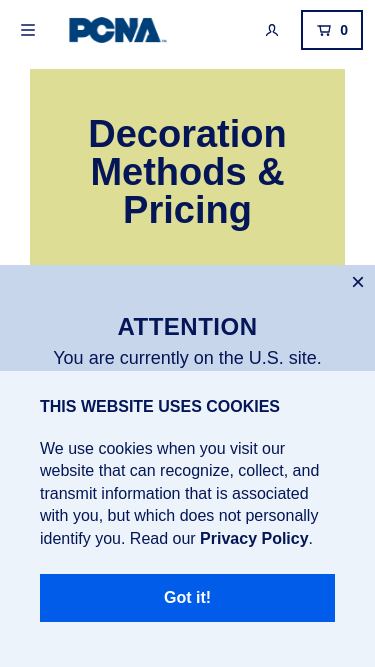 PCNA
0
Decoration
Methods &
Pricing
ATTENTION
You are currently on the U.S. site.
THIS WEBSITE USES COOKIES
We use cookies when you visit our
website that can recognize, collect, and
transmit information that is associated
with you, but which does not personally
identify you. Read our Privacy Policy.
Got it!